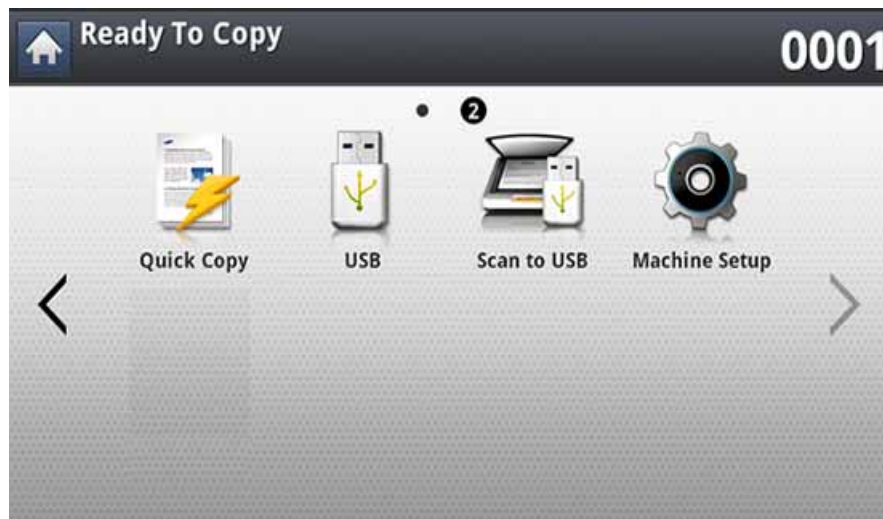 Ready To Copy
0001
2
Quick Copy
USB
Scan to USB
Machine Setup